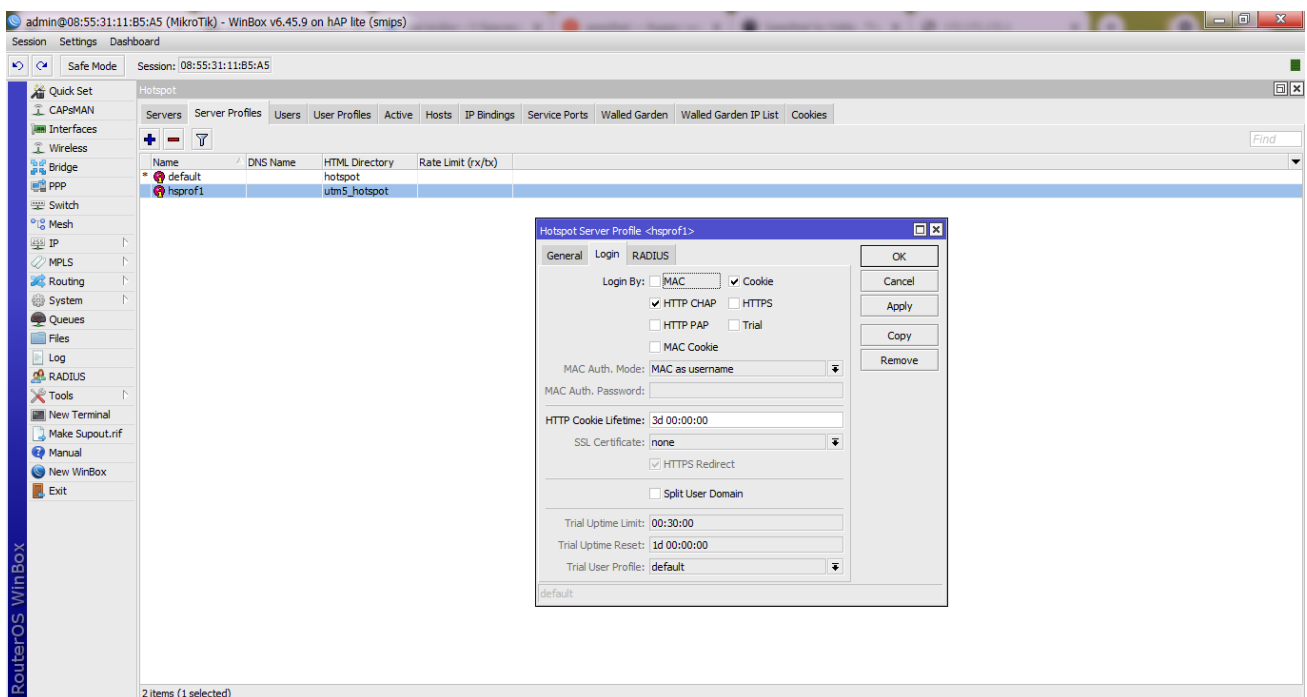 admin@08:55:31:11:B5:A5 (MikroTik) - WinBox v6.45.9 on hAP lite (smips)
Session Settings Dashboard
Safe Mode Session: 08:55:31:11:B5:A5
Quick Set
CAPsMAN
Interfaces
Wireless
Bridge
PPP
Switch
Mesh
IP
MPLS
Routing
System
Queues
Files
Log
RADIUS
Tools
New Terminal
Make Supout.rif
Manual
New WinBox
Exit
RouterOS WinBox
Hotspot
Servers Server Profiles Users User Profiles Active Hosts IP Bindings Service Ports Walled Garden Walled Garden IP List Cookies
Find
Name DNS Name HTML Directory Rate Limit (rx/tx)
* default hotspot
hsprof1 utm5_hotspot
Hotspot Server Profile <hsprof1>
General Login RADIUS
Login By: MAC Cookie
HTTP CHAP HTTPS
HTTP PAP Trial
MAC Cookie
MAC Auth. Mode: MAC as username
MAC Auth. Password:
HTTP Cookie Lifetime: 3d 00:00:00
SSL Certificate: none
HTTPS Redirect
Split User Domain
Trial Uptime Limit: 00:30:00
Trial Uptime Reset: 1d 00:00:00
Trial User Profile: default
default
OK
Cancel
Apply
Copy
Remove
2 items (1 selected)